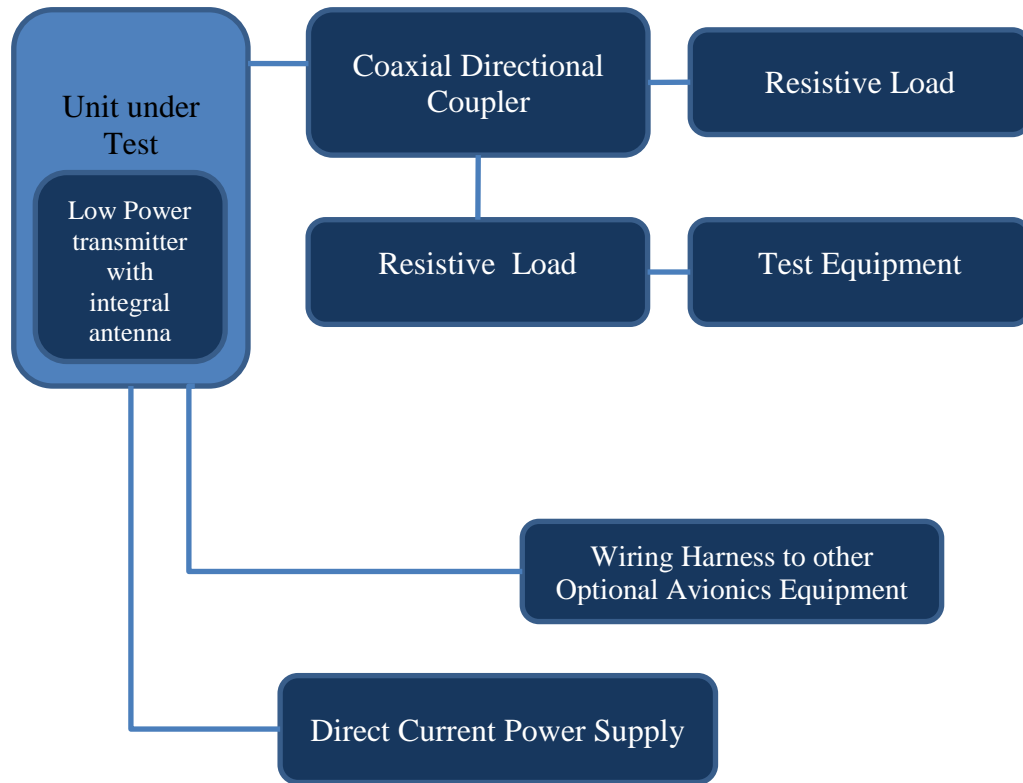 Unit under
Test
Low Power
transmitter
with
integral
antenna
Coaxial Directional
Coupler
Resistive Load
Resistive Load
Test Equipment
Wiring Harness to other
Optional Avionics Equipment
Direct Current Power Supply